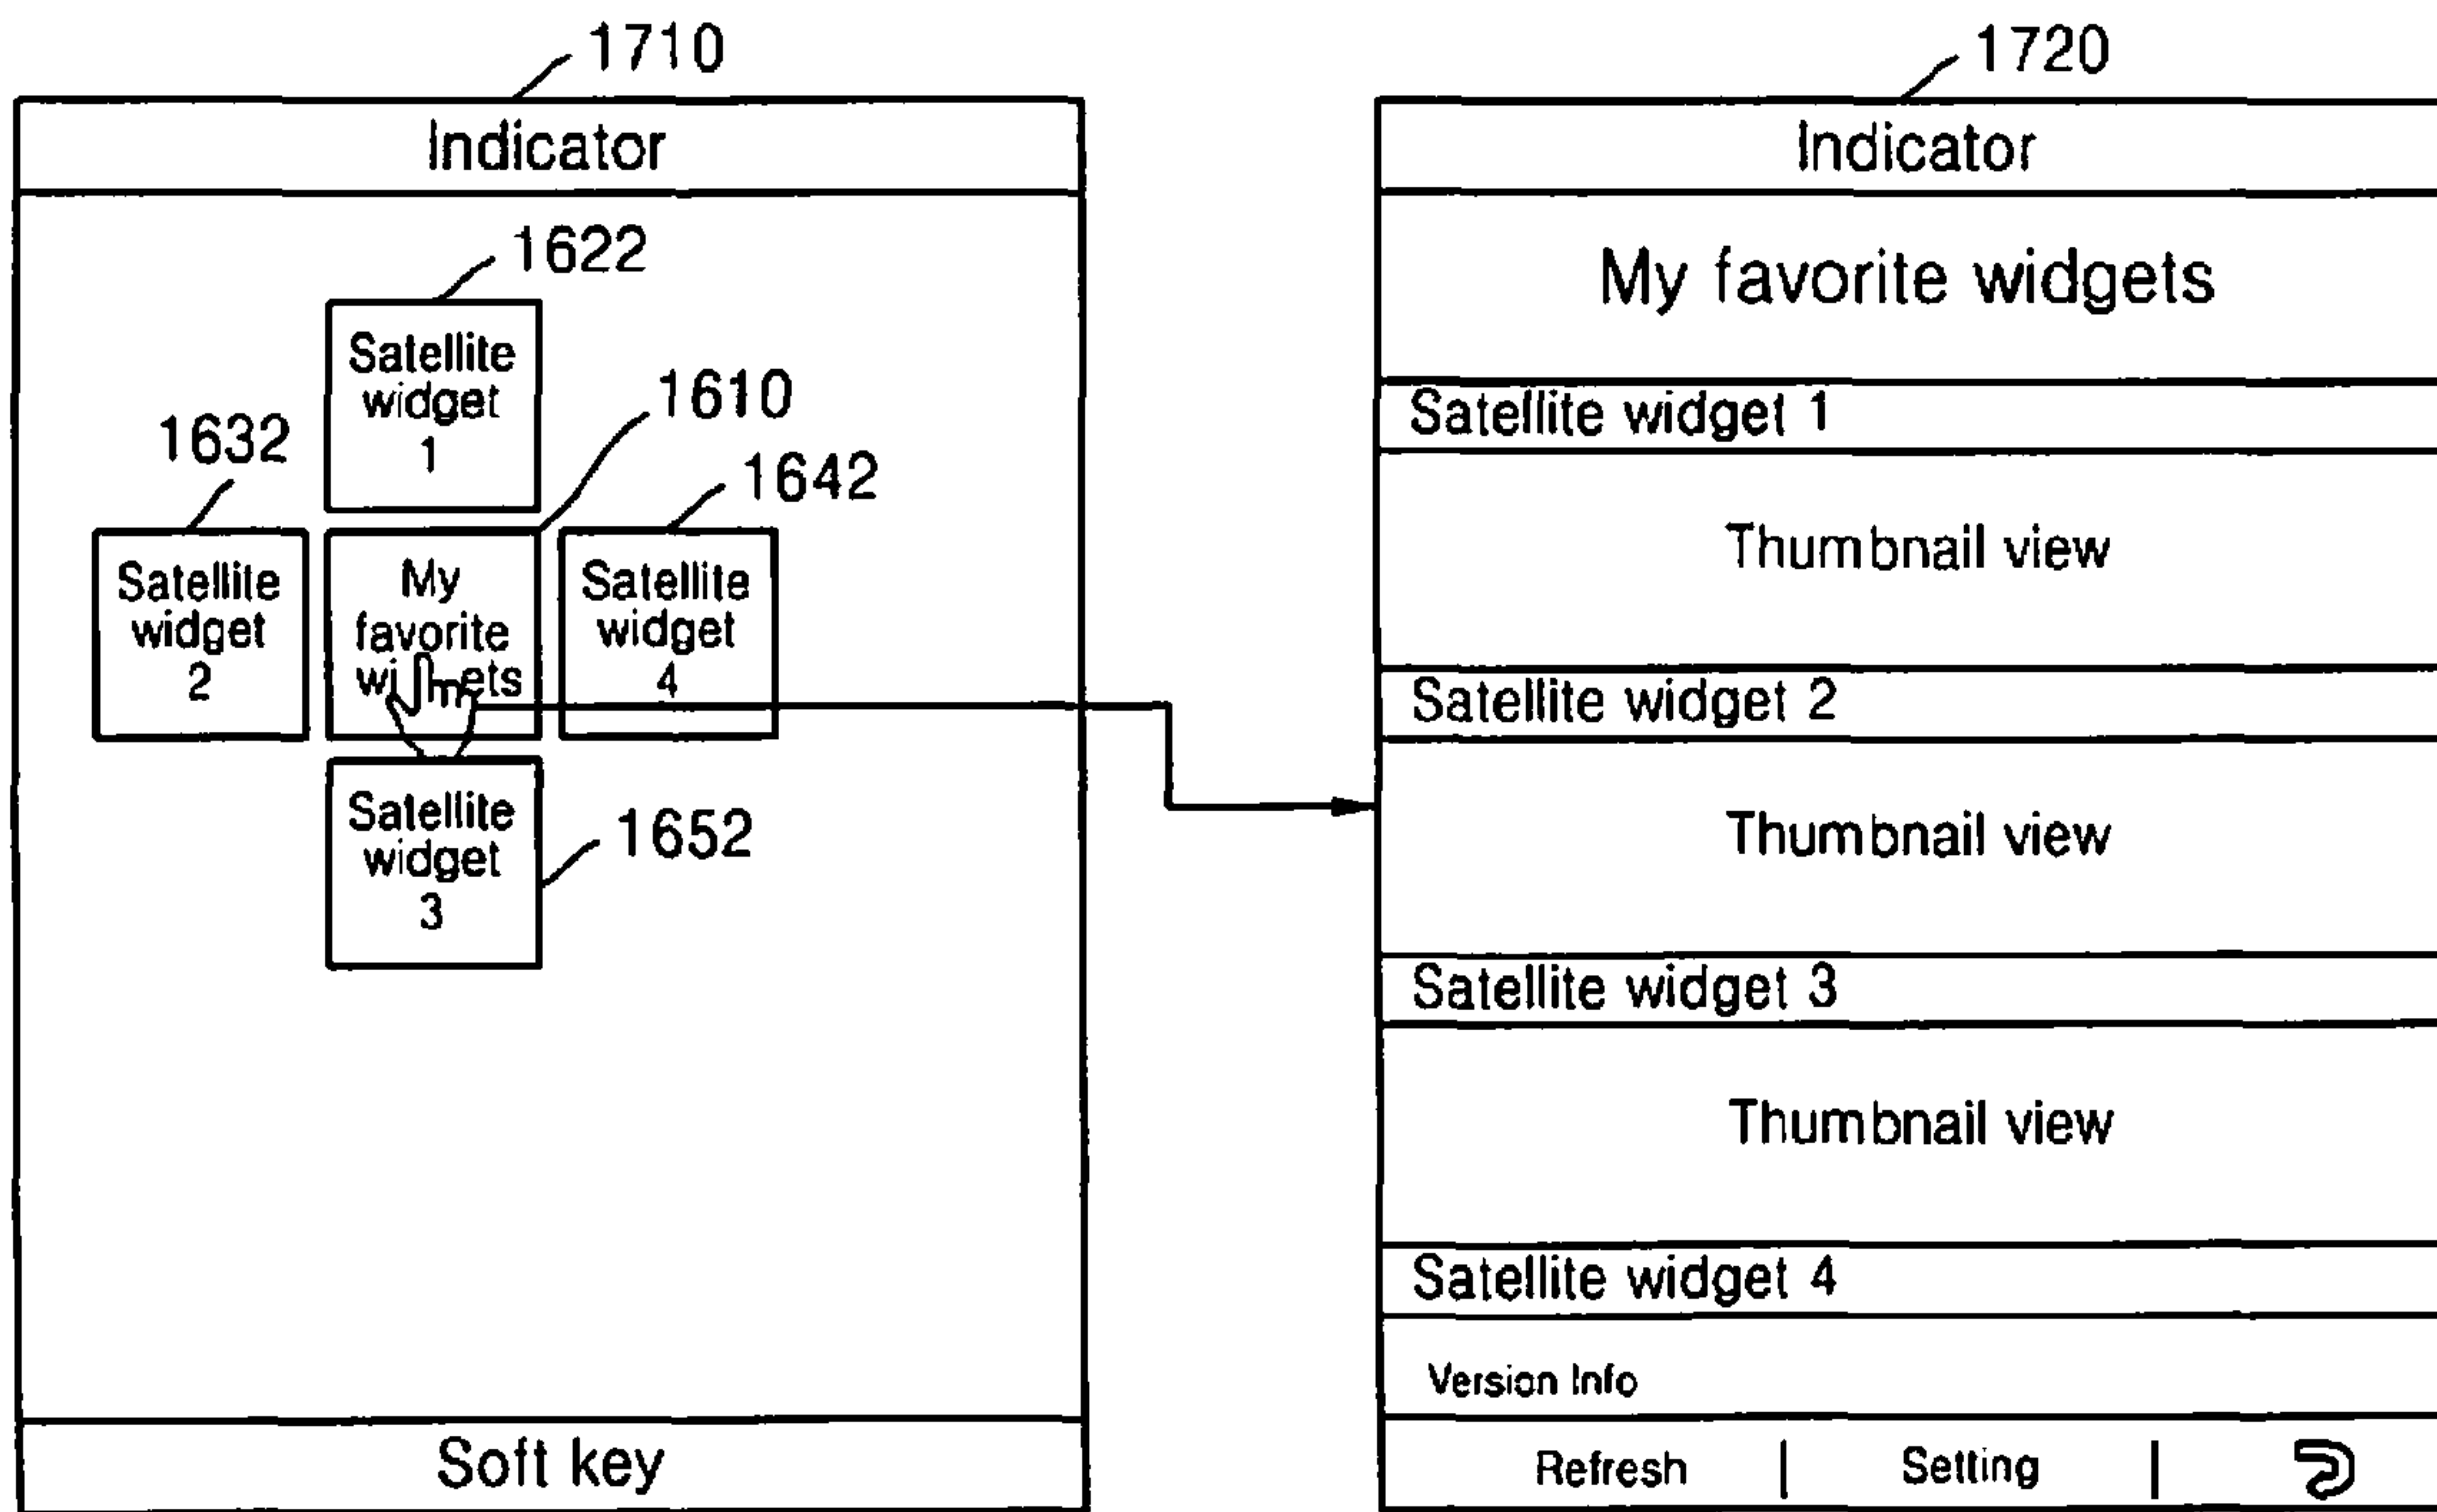 1710
Indicator
1622
Satellite
widget
1
1610
1632
1642
Satellite
widget
2
My
favorite
Satellite
widget
4
Satellite
widget
3
1652
Soft key
1720
Indicator
My favorite widgets
Satellite widget 1
Thumbnail view
Satellite widget 2
Thumbnail view
Satellite widget 3
Thumbnail view
Satellite widget 4
Version Info
Refresh | Setting |